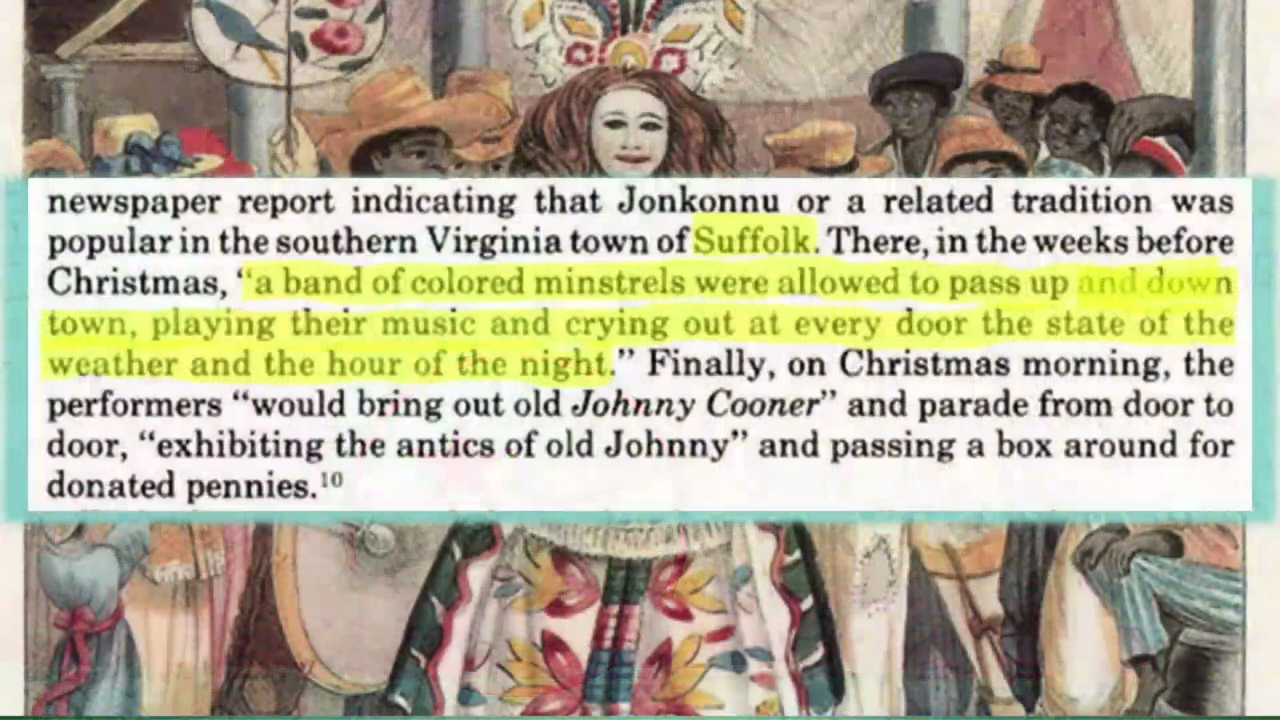 newspaper report indicating that Jonkonnu or a related tradition was
popular in the southern Virginia town of Suffolk. There, in the weeks before
Christmas, "a band of colored minstrels were allowed to pass up and down
town, playing their music and crying out at every door the state of the
weather and the hour of the night." Finally, on Christmas morning, the
performers "would bring out old Johnny Cooner" and parade from door to
door, "exhibiting the antics of old Johnny" and passing a box around for
donated pennies.¹⁰